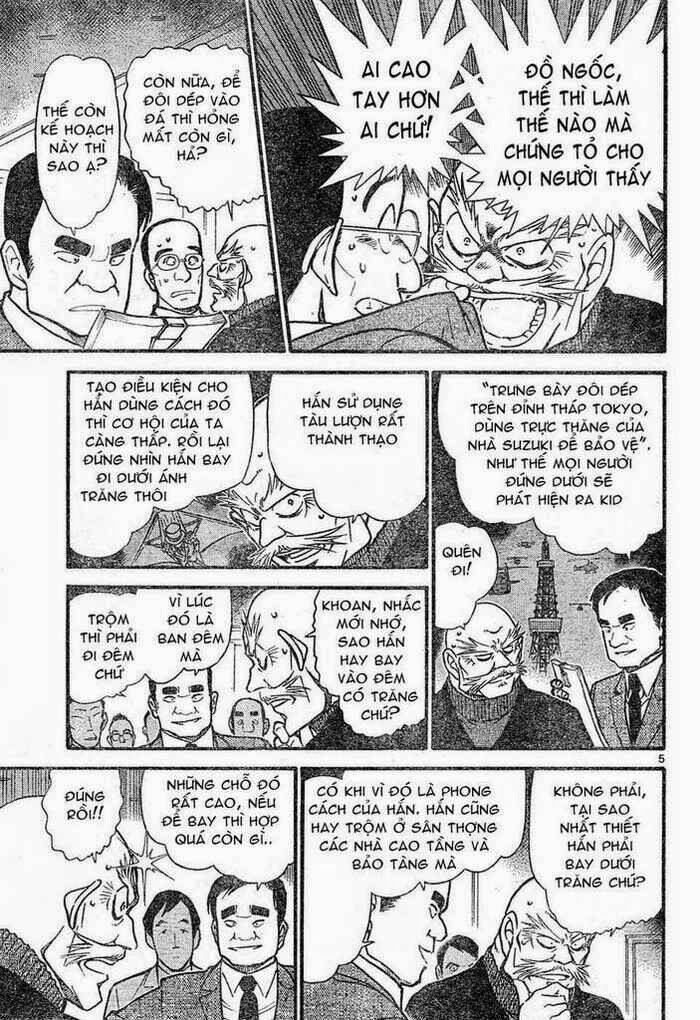 ĐỒ NGỐC,
THẾ THÌ LÀM
THẾ NÀO MÀ
CHỨNG TỎ CHO
MỌI NGƯỜI THẤY
AI CAO
TAY HƠN
AI CHỨ!
CÒN NỮA, ĐỂ
ĐÔI DÉP VÀO
ĐÁ THÌ HỎNG
MẤT CÒN GÌ,
HẢ?
THẾ CÒN
KẾ HOẠCH
NÀY THÌ
SAO Ạ?
"TRƯNG BÀY ĐÔI DÉP
TRÊN ĐỈNH THÁP TOKYO,
DÙNG TRỰC THĂNG CỦA
NHÀ SUZUKI ĐỂ BẢO VỆ".
NHƯ THẾ MỌI NGƯỜI
ĐỨNG DƯỚI SẼ
PHÁT HIỆN RA KID
QUÊN
ĐI!
HẮN SỬ DỤNG
TÀU LƯỢN RẤT
THÀNH THẠO
TẠO ĐIỀU KIỆN CHO
HẮN DÙNG CÁCH ĐÓ
THÌ CƠ HỘI CỦA TA
CÀNG THẤP. RỒI LẠI
ĐỨNG NHÌN HẮN BAY
ĐI DƯỚI ÁNH
TRĂNG THÔI
KHOAN, NHẮC
MỚI NHỚ,
SAO HẮN
HAY BAY
VÀO ĐÊM
CÓ TRĂNG
CHỨ?
VÌ LÚC
ĐÓ LÀ
BAN ĐÊM
MÀ
TRỘM
THÌ PHẢI
ĐI ĐÊM
CHỨ
5
KHÔNG PHẢI,
TẠI SAO
NHẤT THIẾT
HẮN PHẢI
BAY DƯỚI
TRĂNG CHỨ?
CÓ KHI VÌ ĐÓ LÀ PHONG
CÁCH CỦA HẮN. HẮN CŨNG
HAY TRỘM Ở SÂN THƯỢNG
CÁC NHÀ CAO TẦNG VÀ
BẢO TÀNG MÀ
NHỮNG CHỖ ĐÓ
RẤT CAO, NẾU
ĐỂ BAY THÌ HỢP
QUÁ CÒN GÌ..
ĐÚNG
RỒI!!